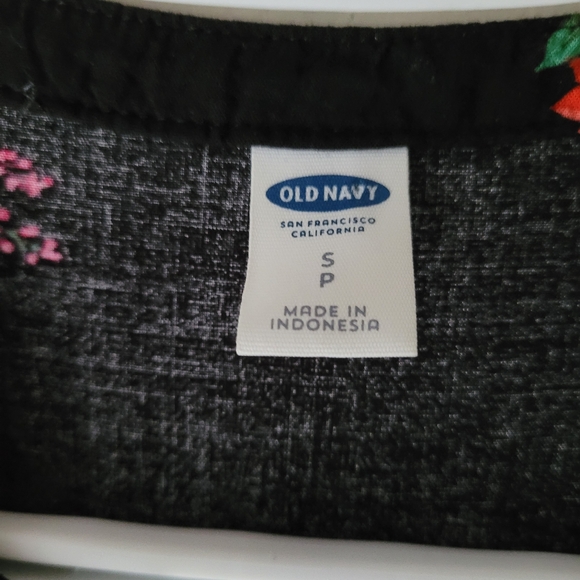 OLD NAVY
SAN FRANCISCO
CALIFORNIA
S
P
MADE IN
INDONESIA